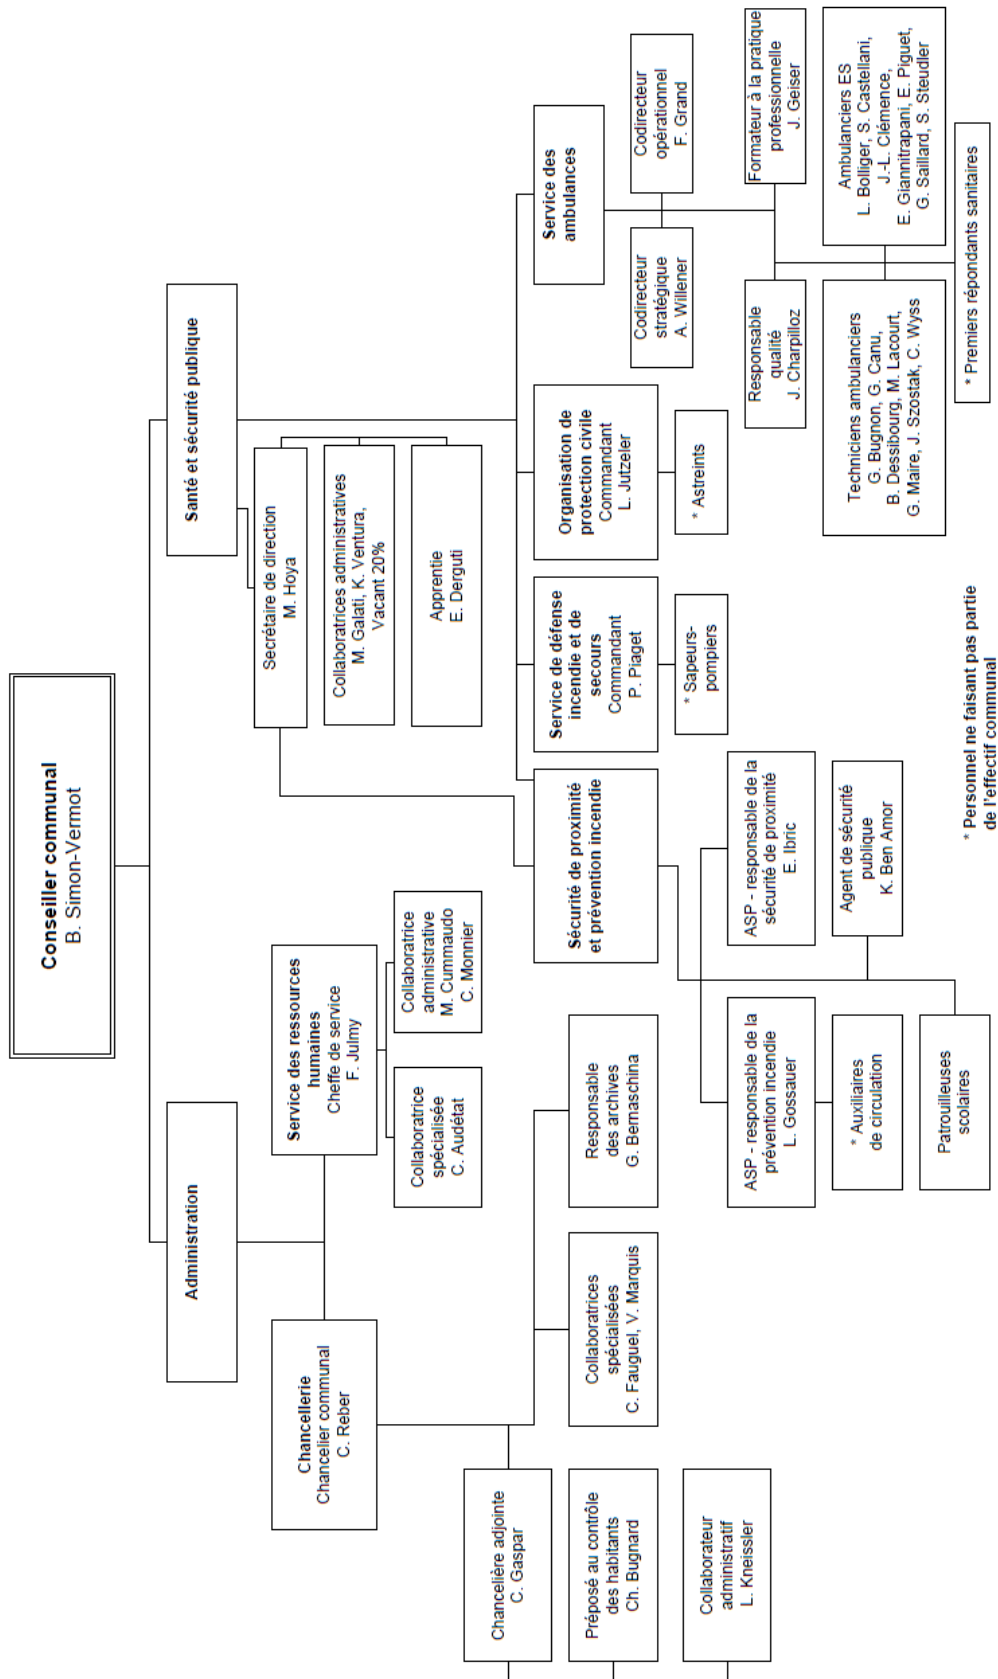 Conseiller communal
B. Simon-Vermot
Administration
Santé et sécurité publique
Chancellerie
Chancelier communal
C. Reber
Service des ressources
humaines
Cheffe de service
F. Julmy
Collaboratrice
spécialisée
C. Audétat
Collaboratrice
administrative
M. Cummaudo
C. Monnier
Secrétaire de direction
M. Hoya
Collaboratrices administratives
M. Galati, K. Ventura,
Vacant 20%
Apprentie
E. Derguti
Chancelière adjointe
C. Gaspar
Préposé au contrôle
des habitants
Ch. Bugnard
Collaborateur
administratif
L. Kneissler
Collaboratrices
spécialisées
C. Fauguel, V. Marquis
Responsable
des archives
G. Bernaschina
Sécurité de proximité
et prévention incendie
Service de défense
incendie et de
secours
Commandant
P. Piaget
* Sapeurs-
pompiers
Organisation de
protection civile
Commandant
L. Jutzeler
* Astreints
Service des
ambulances
Codirecteur
stratégique
A. Willener
Codirecteur
opérationnel
F. Grand
ASP - responsable de la
prévention incendie
L. Gossauer
ASP - responsable de la
sécurité de proximité
E. Ibric
* Auxiliaires
de circulation
Agent de sécurité
publique
K. Ben Amor
Patrouilleuses
scolaires
Responsable
qualité
J. Charpilloz
Formateur à la pratique
professionnelle
J. Geiser
Techniciens ambulanciers
G. Bugnon, G. Canu,
B. Dessibourg, M. Lacourt,
G. Maire, J. Szostak, C. Wyss
Ambulanciers ES
L. Bolliger, S. Castellani,
J.-L. Clémence,
E. Giannitrapani, E. Piguet,
G. Saillard, S. Steudler
* Premiers répondants sanitaires
* Personnel ne faisant pas partie
de l'effectif communal